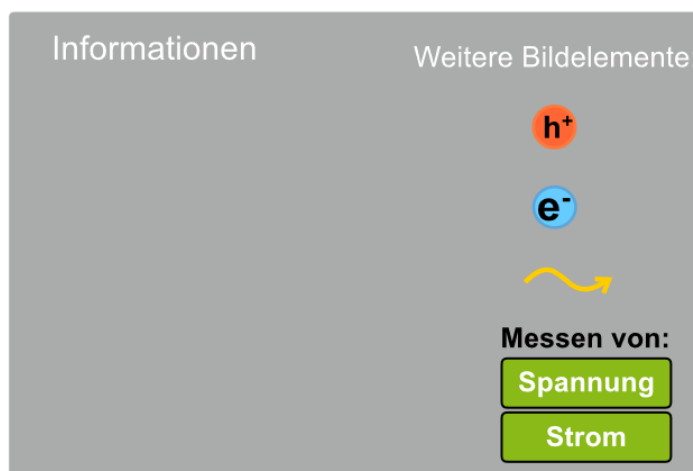 Informationen
Weitere Bildelemente
h⁺
e⁻
Messen von:
Spannung
Strom